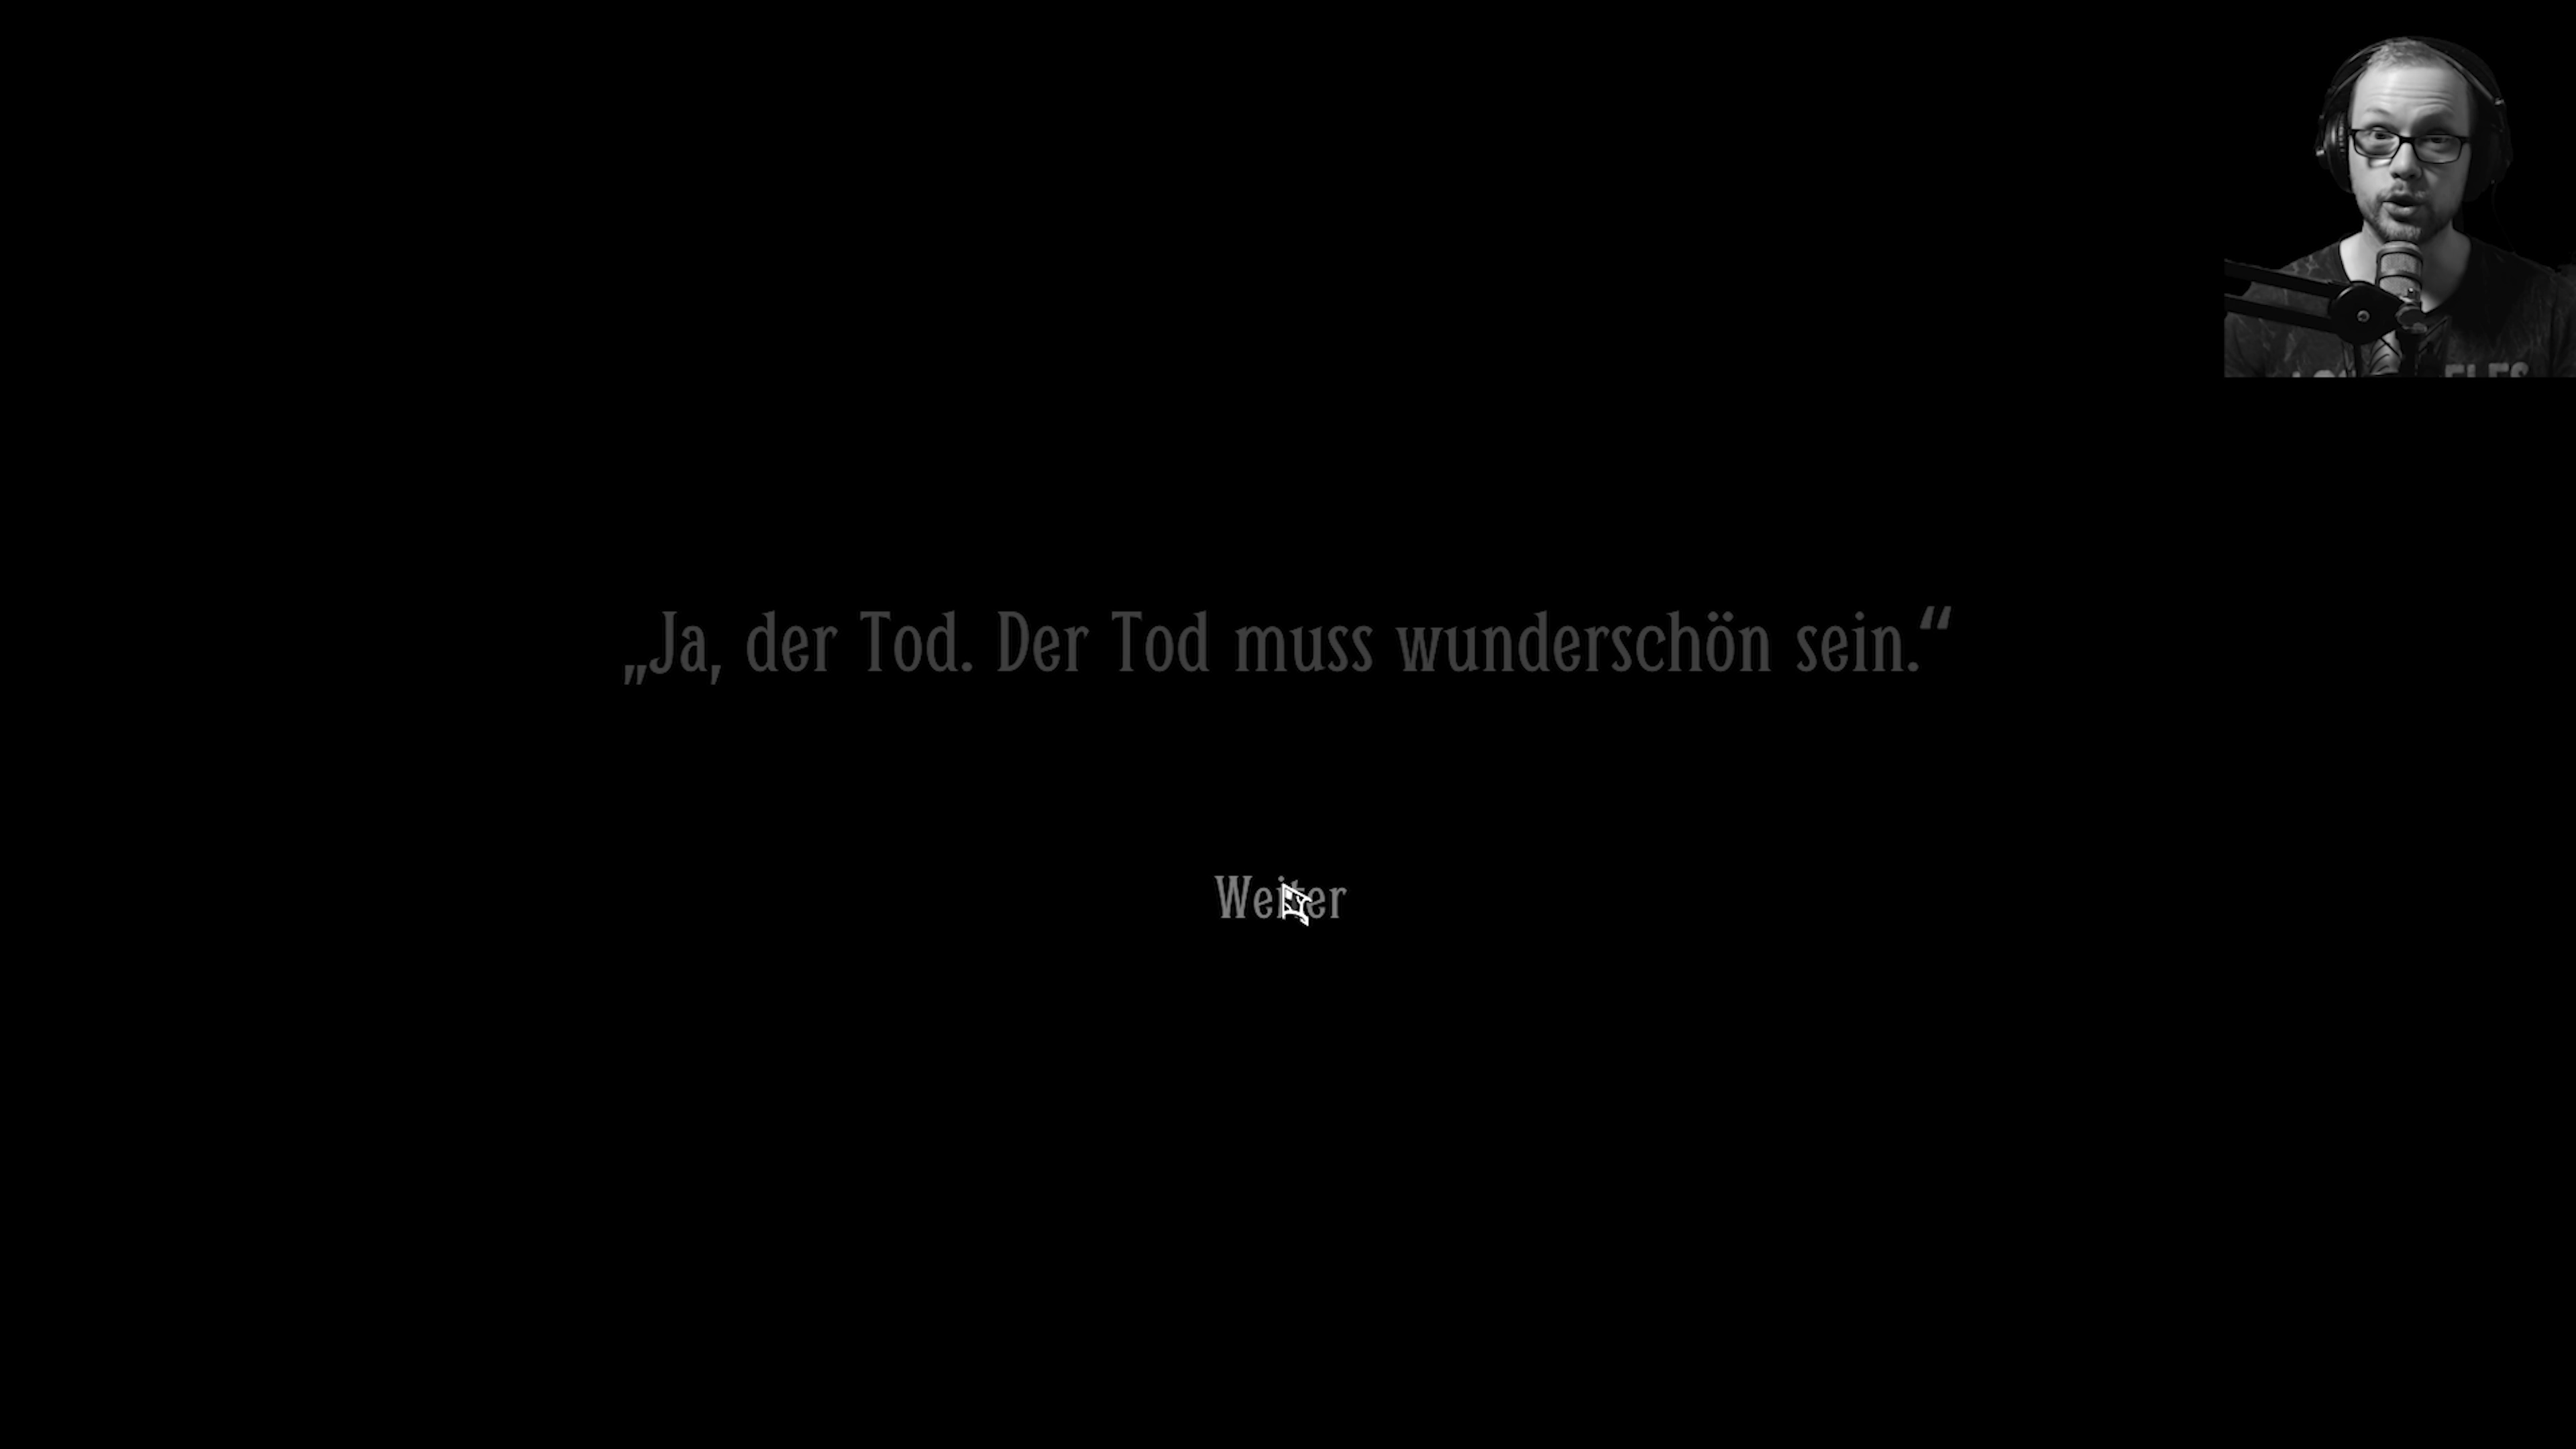 „Ja, der Tod. Der Tod muss wunderschön sein.“
Weiter